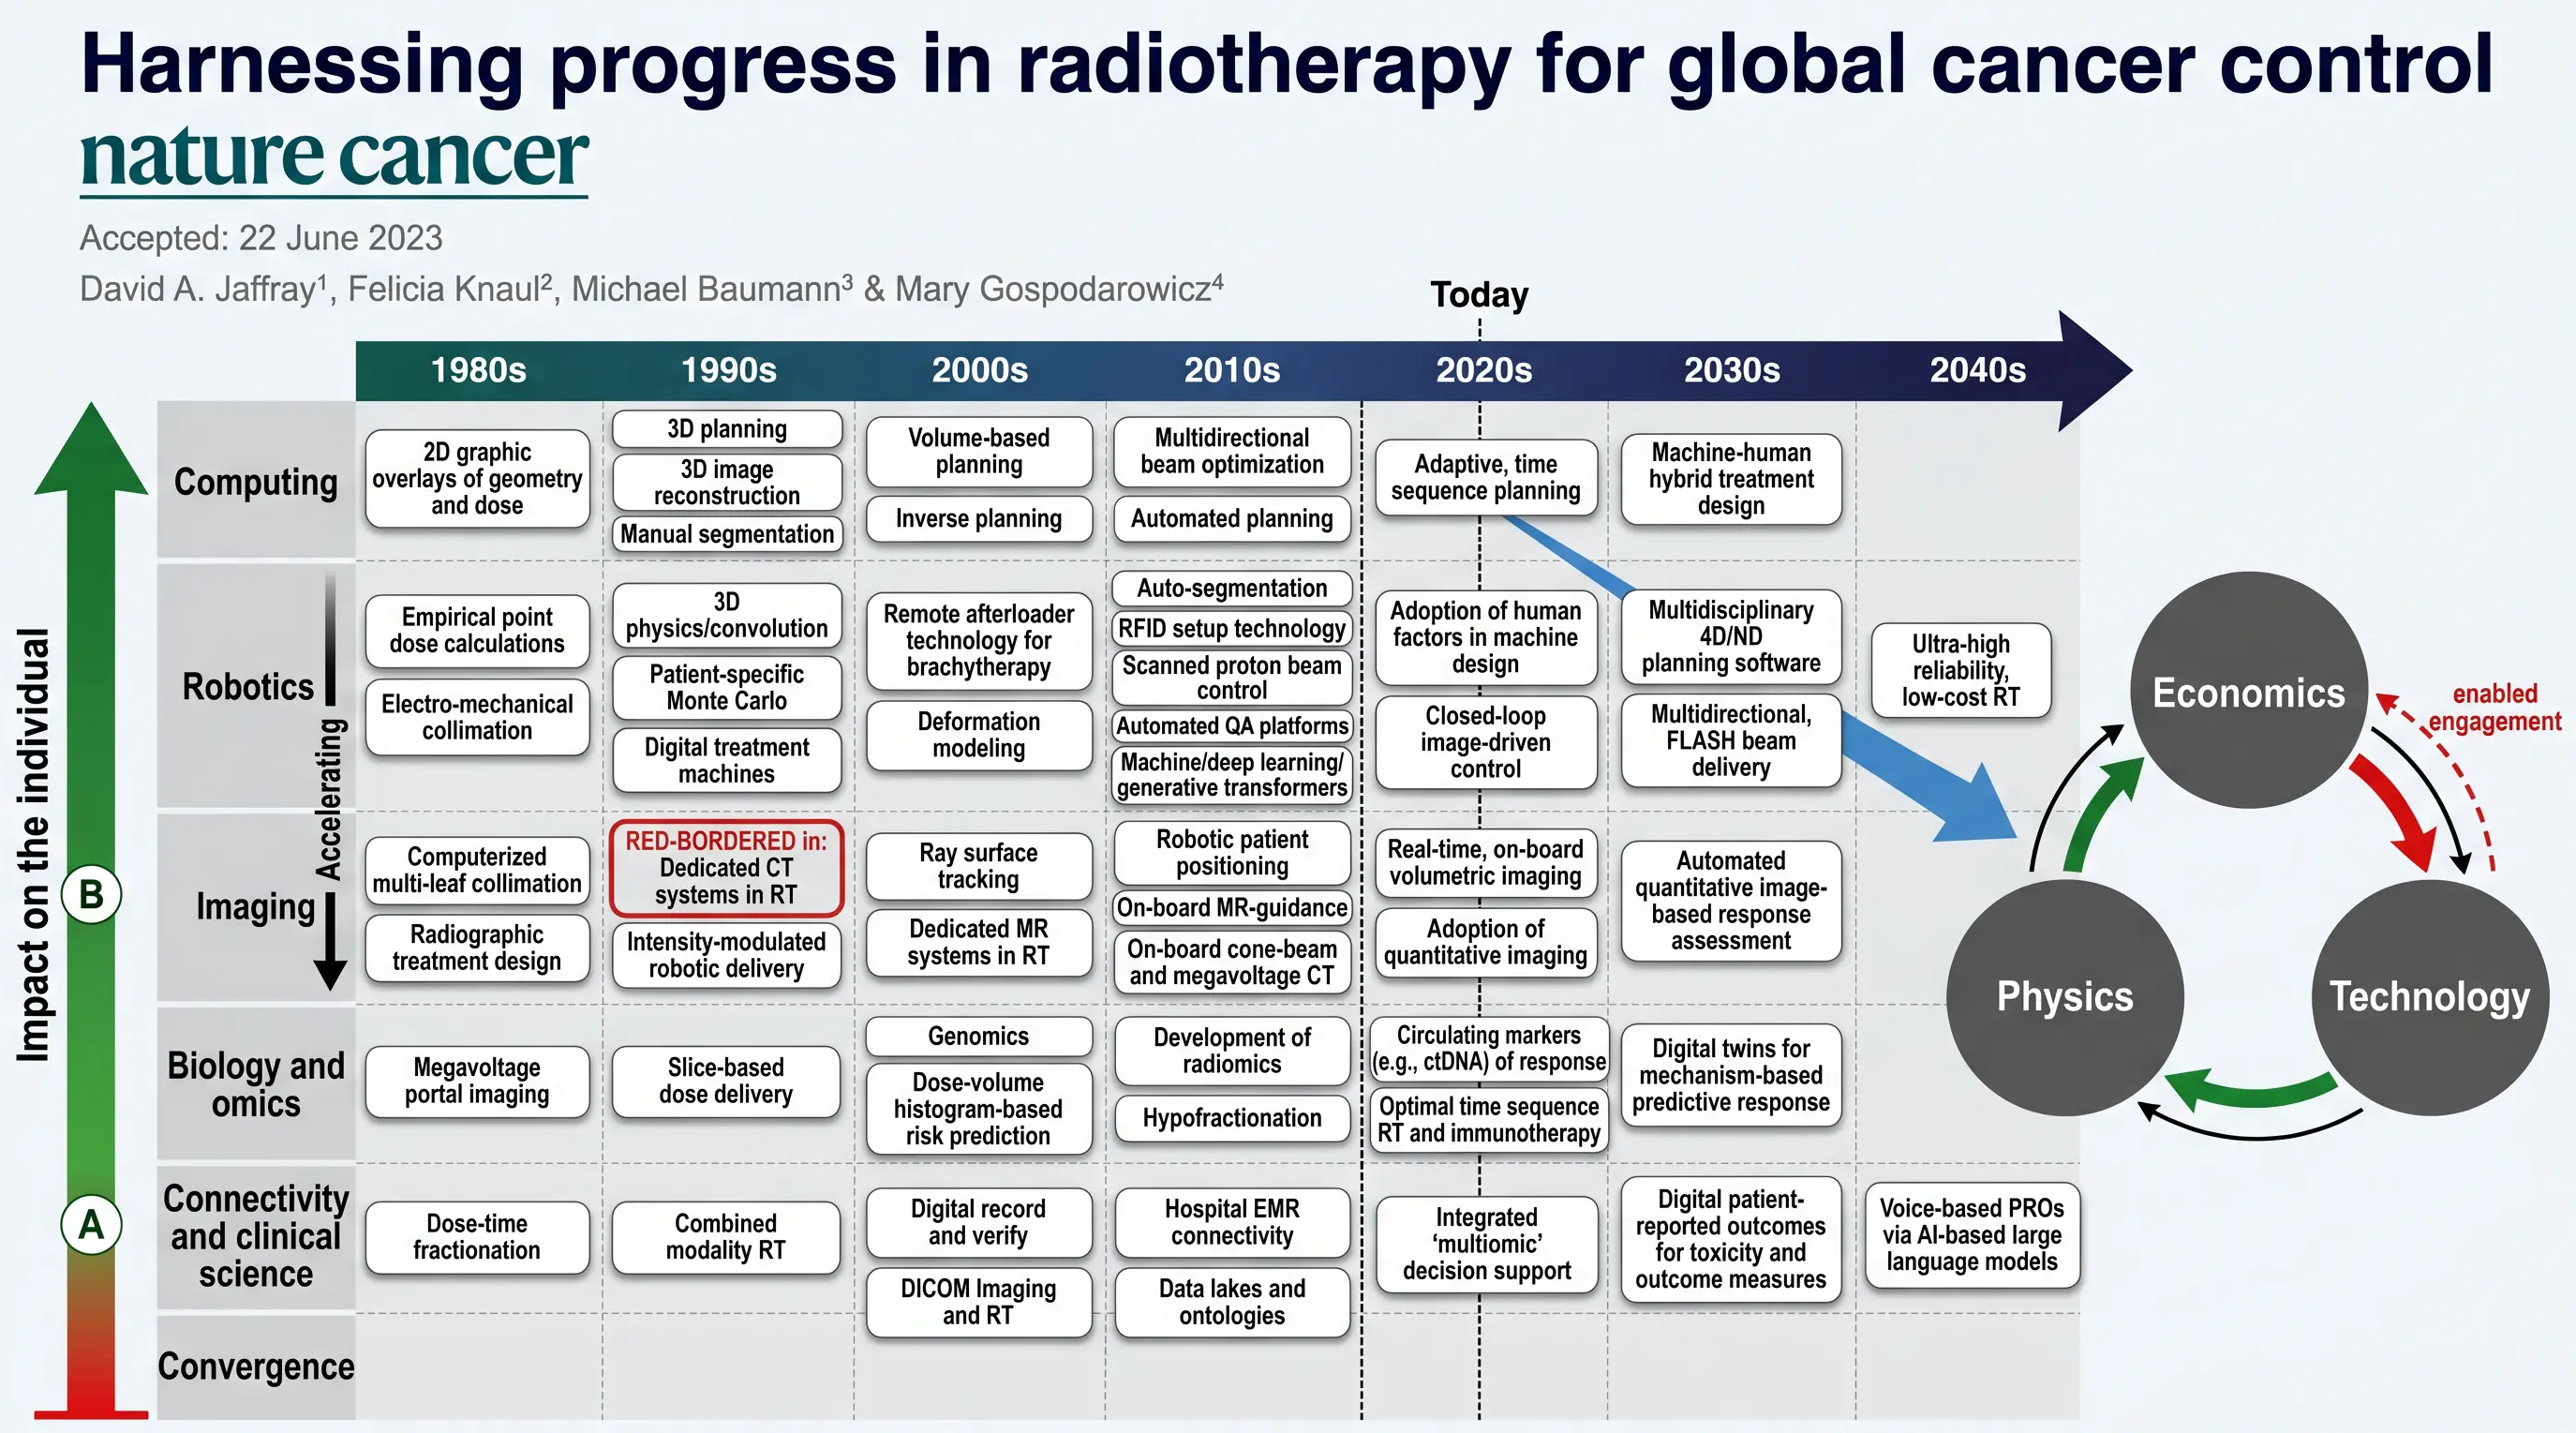 Harnessing progress in radiotherapy for global cancer control
nature cancer
Accepted: 22 June 2023
David A. Jaffray¹, Felicia Knaul², Michael Baumann³ & Mary Gospodarowicz⁴
Today
1980s
1990s
2000s
2010s
2020s
2030s
2040s
Impact on the individual
B
A
Computing
2D graphic
overlays of geometry
and dose
3D planning
3D image
reconstruction
Manual segmentation
Volume-based
planning
Inverse planning
Multidirectional
beam optimization
Automated planning
Adaptive, time
sequence planning
Machine-human
hybrid treatment
design
Robotics
Accelerating
Empirical point
dose calculations
Electro-mechanical
collimation
3D
physics/convolution
Patient-specific
Monte Carlo
Digital treatment
machines
Remote afterloader
technology for
brachytherapy
Deformation
modeling
Auto-segmentation
RFID setup technology
Scanned proton beam
control
Automated QA platforms
Machine/deep learning/
generative transformers
Adoption of human
factors in machine
design
Closed-loop
image-driven
control
Multidisciplinary
4D/ND
planning software
Multidirectional,
FLASH beam
delivery
Ultra-high
reliability,
low-cost RT
Imaging
Computerized
multi-leaf collimation
Radiographic
treatment design
RED-BORDERED in:
Dedicated CT
systems in RT
Intensity-modulated
robotic delivery
Ray surface
tracking
Dedicated MR
systems in RT
Robotic patient
positioning
On-board MR-guidance
On-board cone-beam
and megavoltage CT
Real-time, on-board
volumetric imaging
Adoption of
quantitative imaging
Automated
quantitative image-
based response
assessment
Biology and
omics
Megavoltage
portal imaging
Slice-based
dose delivery
Genomics
Dose-volume
histogram-based
risk prediction
Development of
radiomics
Hypofractionation
Circulating markers
(e.g., ctDNA) of response
Optimal time sequence
RT and immunotherapy
Digital twins for
mechanism-based
predictive response
Connectivity
and clinical
science
Dose-time
fractionation
Combined
modality RT
Digital record
and verify
DICOM Imaging
and RT
Hospital EMR
connectivity
Data lakes and
ontologies
Integrated
‘multiomic’
decision support
Digital patient-
reported outcomes
for toxicity and
outcome measures
Voice-based PROs
via AI-based large
language models
Convergence
Economics
enabled
engagement
Physics
Technology